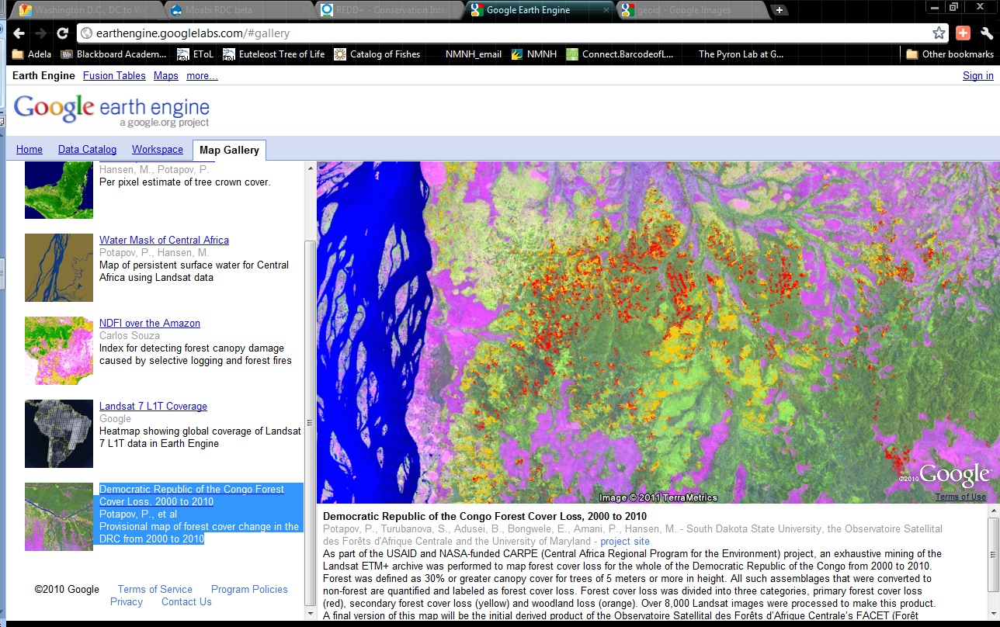 Washington D.C., DC to W
Moabi RDC beta
REDD+ - Conservation Inte
Google Earth Engine
geoid - Google Images
earthengine.googlelabs.com/#gallery
Adela
Bb Blackboard Academ...
EToL
Euteleost Tree of Life
Catalog of Fishes
NMNH_email
NMNH
Connect.BarcodeofL...
The Pyron Lab at G...
Other bookmarks
Earth Engine Fusion Tables Maps more...
Sign in
Google earth engine
a google.org project
Home Data Catalog Workspace Map Gallery
Hansen, M., Potapov, P.
Per pixel estimate of tree crown cover.
Water Mask of Central Africa
Potapov, P., Hansen, M.
Map of persistent surface water for Central
Africa using Landsat data
NDFI over the Amazon
Carlos Souza
Index for detecting forest canopy damage
caused by selective logging and forest fires
Landsat 7 L1T Coverage
Google
Heatmap showing global coverage of Landsat
7 L1T data in Earth Engine
Democratic Republic of the Congo Forest
Cover Loss, 2000 to 2010
Potapov, P., et al
Provisional map of forest cover change in the
DRC from 2000 to 2010
©2010 Google Terms of Service Program Policies
Privacy Contact Us
©2010 Google
Image © 2011 TerraMetrics
Terms of Use
Democratic Republic of the Congo Forest Cover Loss, 2000 to 2010
Potapov, P., Turubanova, S., Adusei, B., Bongwele, E., Amani, P., Hansen, M. - South Dakota State University, the Observatoire Satellital
des Forêts d'Afrique Centrale and the University of Maryland - project site
As part of the USAID and NASA-funded CARPE (Central Africa Regional Program for the Environment) project, an exhaustive mining of the
Landsat ETM+ archive was performed to map forest cover loss for the whole of the Democratic Republic of the Congo from 2000 to 2010.
Forest was defined as 30% or greater canopy cover for trees of 5 meters or more in height. All such assemblages that were converted to
non-forest are quantified and labeled as forest cover loss. Forest cover loss was divided into three categories, primary forest cover loss
(red), secondary forest cover loss (yellow) and woodland loss (orange). Over 8,000 Landsat images were processed to make this product.
A final version of this map will be the initial derived product of the Observatoire Satellital des Forêts d'Afrique Centrale's FACET (Forêt